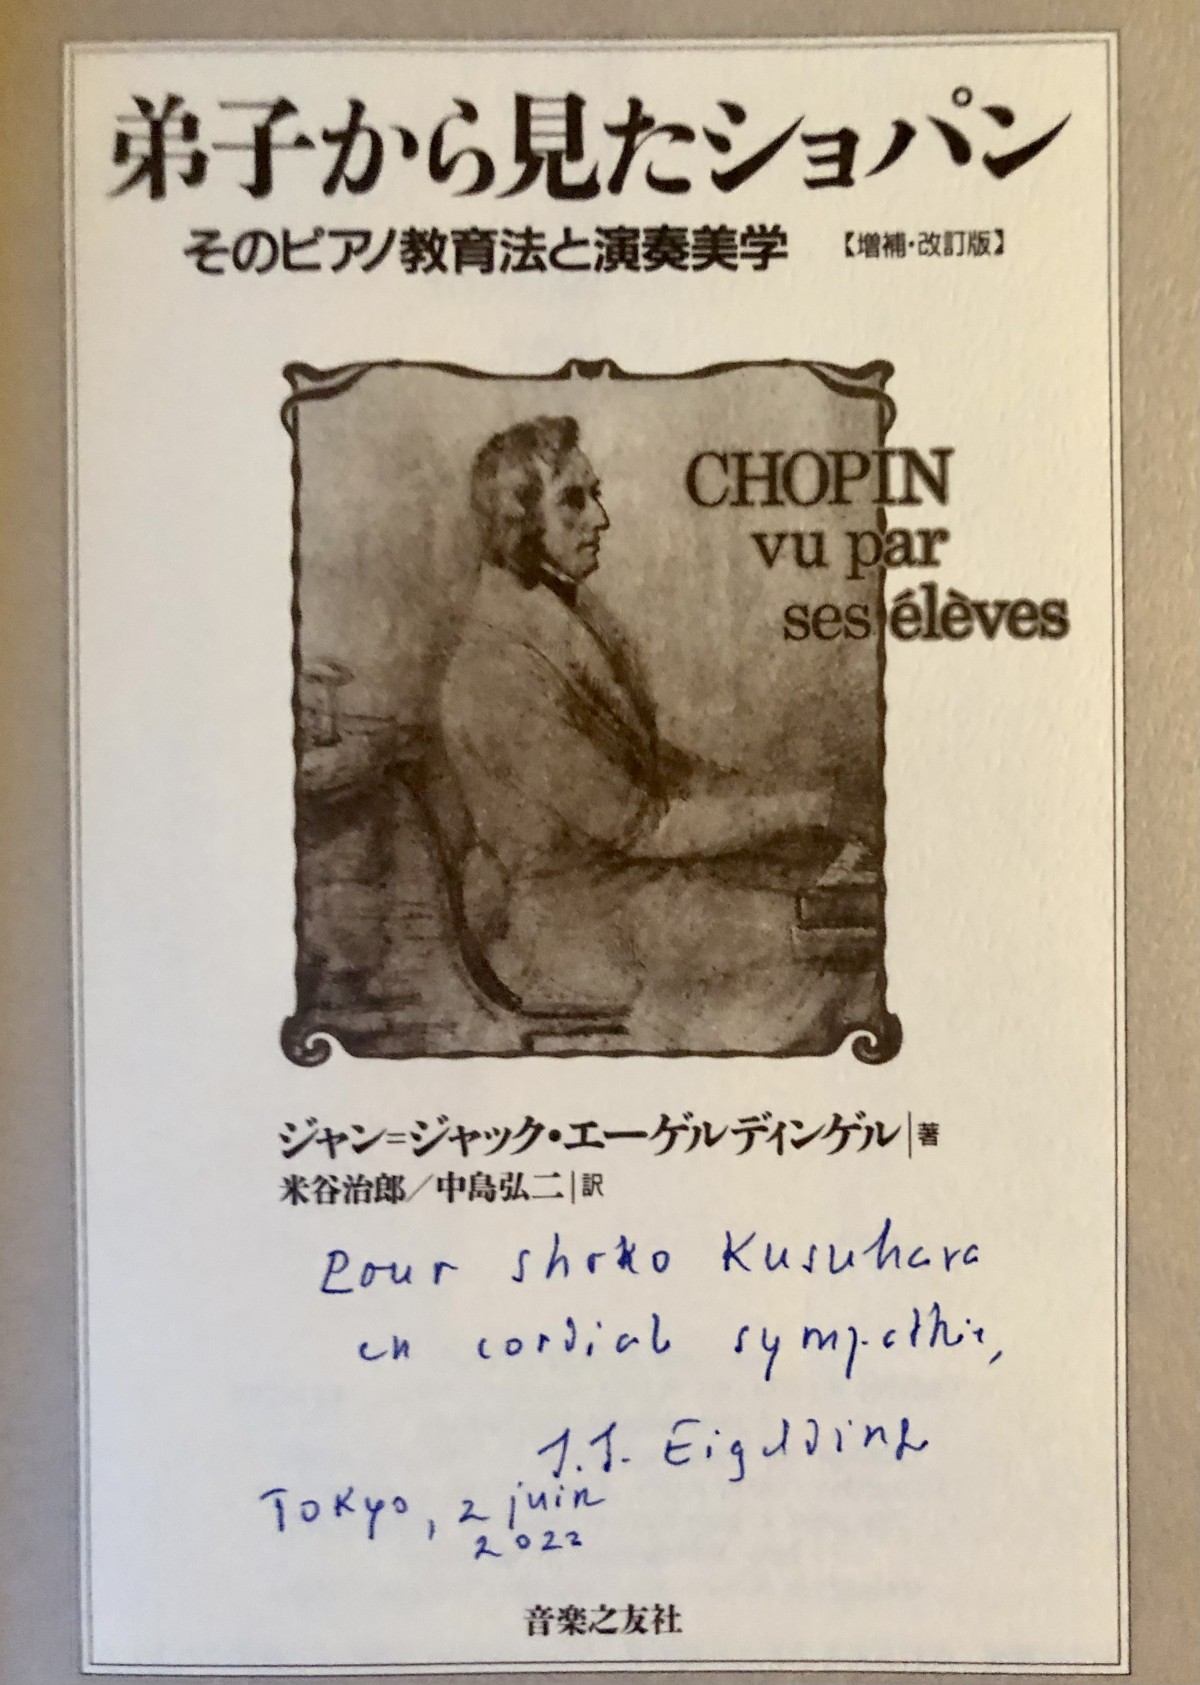 弟子から見たショパン
そのピアノ教育法と演奏美学 【増補・改訂版】
CHOPIN
vu par
ses élèves
ジャン=ジャック・エーゲルディンゲル|著
米谷治郎/中島弘二|訳
Pour Shoko Kusuhara
en cordial sympathie,
J.J. Eigeldinger
Tokyo, 2 juin
2022
音楽之友社